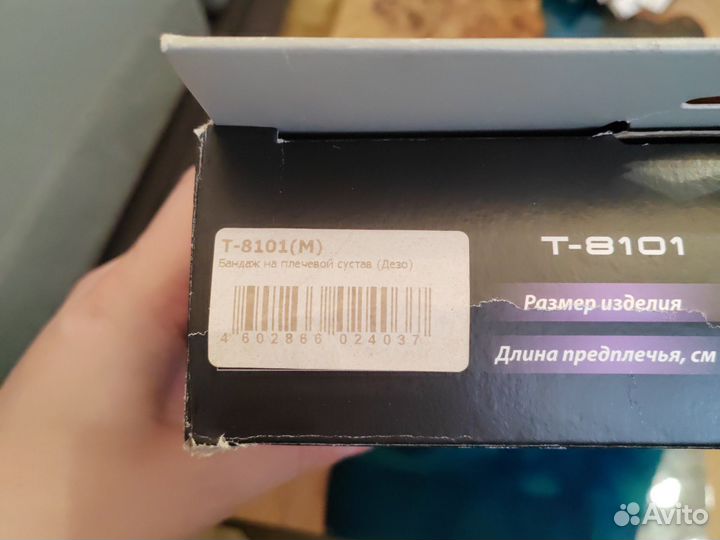 T-8101(M)
Бандаж на плечевой сустав (Дезо)
4 602866 024037
T-8101
Размер изделия
Длина предплечья, см
Avito